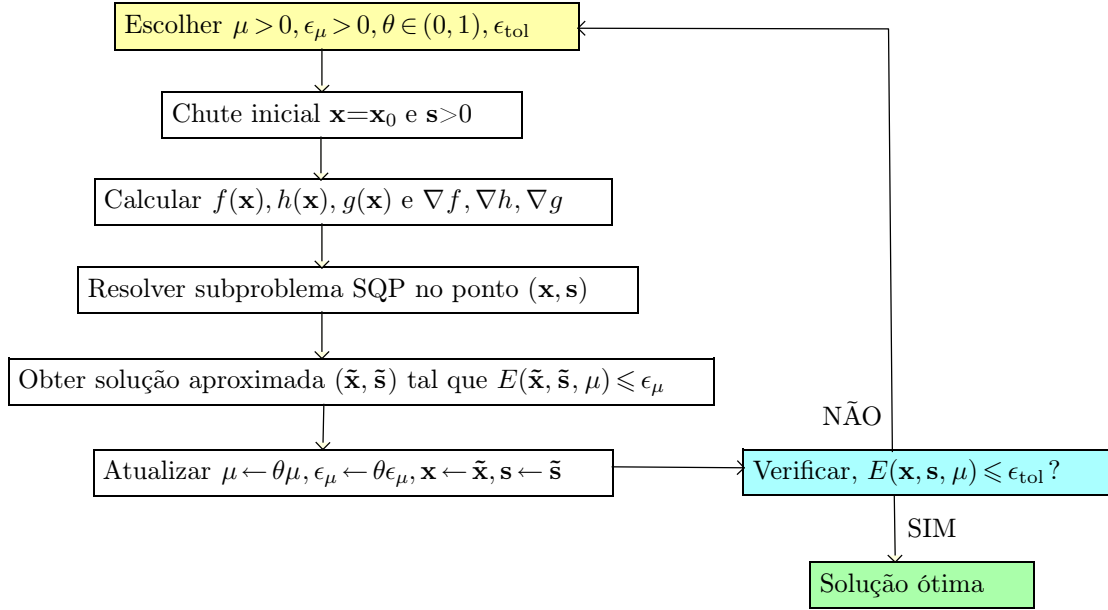 Escolher μ > 0, ϵ_μ > 0, θ ∈ (0, 1), ϵ_tol
Chute inicial x=x₀ e s>0
Calcular f(x), h(x), g(x) e ∇f, ∇h, ∇g
Resolver subproblema SQP no ponto (x, s)
Obter solução aproximada (x̃, s̃) tal que E(x̃, s̃, μ) ⩽ ϵ_μ
Atualizar μ ← θμ, ϵ_μ ← θϵ_μ, x ← x̃, s ← s̃
NÃO
Verificar, E(x, s, μ) ⩽ ϵ_tol?
SIM
Solução ótima